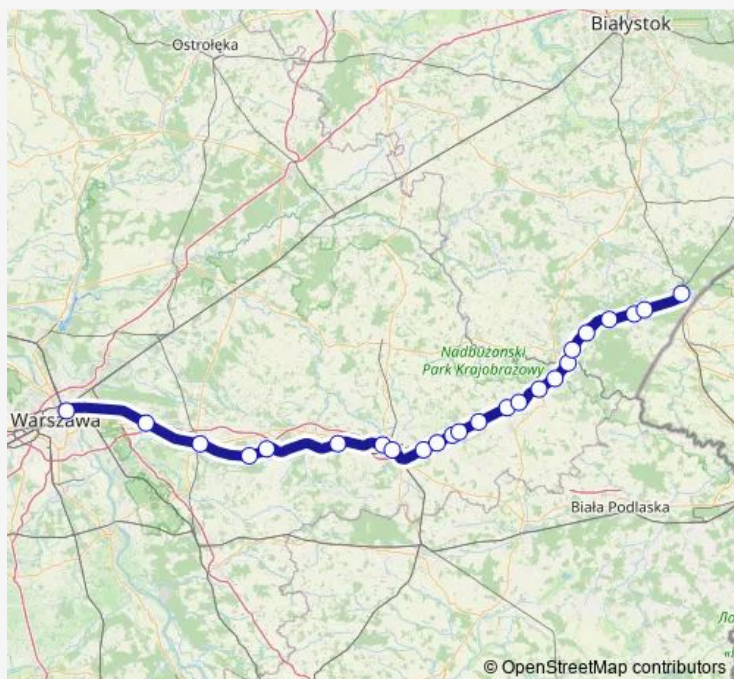 Białystok
Ostrołęka
Nadbużański
Park Krajobrazowy
Warszawa
Biała Podlaska
© OpenStreetMap contributors